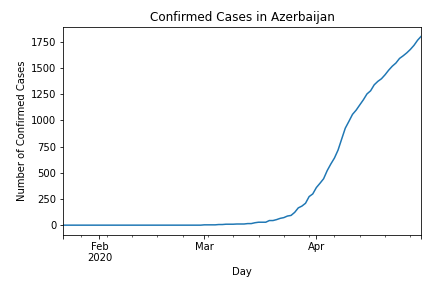 Confirmed Cases in Azerbaijan
1750
1500
1250
1000
750
500
250
0
Number of Confirmed Cases
Feb
2020
Mar
Apr
Day